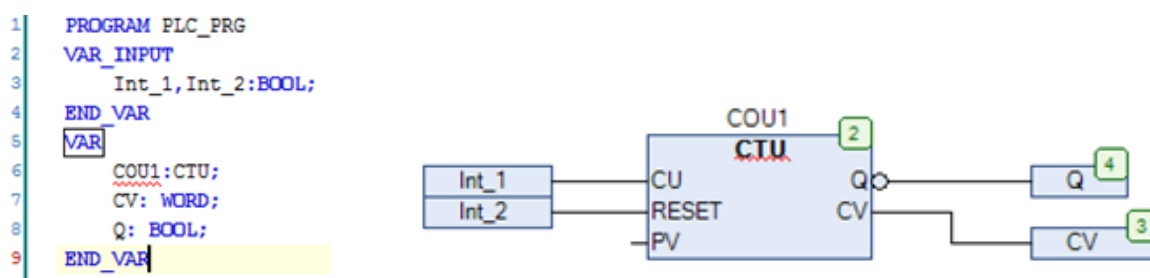 1 PROGRAM PLC_PRG
2 VAR_INPUT
3 Int_1,Int_2:BOOL;
4 END_VAR
5 VAR
6 COU1:CTU;
7 CV: WORD;
8 Q: BOOL;
9 END_VAR
COU1
CTU 2
Int_1 CU Q Q 4
Int_2 RESET CV CV 3
PV